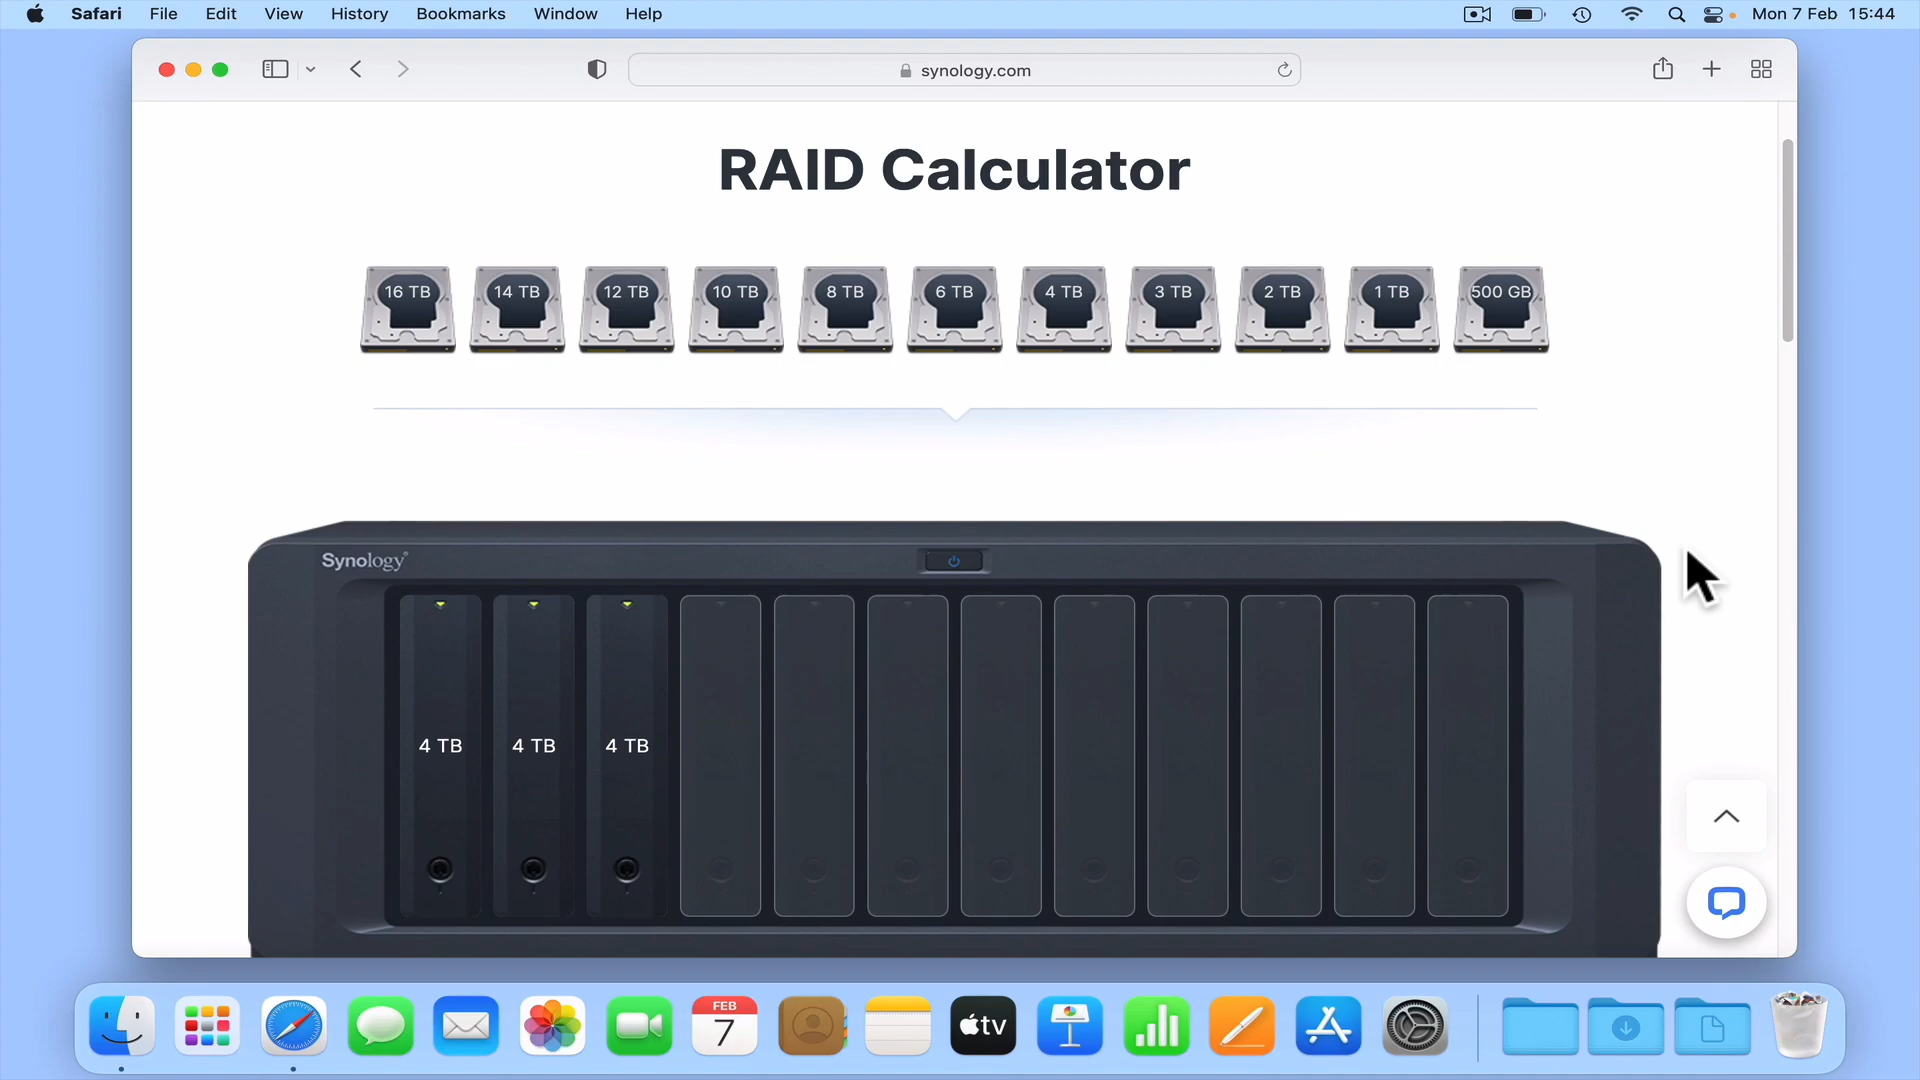 Safari File Edit View History Bookmarks Window Help Mon 7 Feb 15:44
synology.com
RAID Calculator
16 TB 14 TB 12 TB 10 TB 8 TB 6 TB 4 TB 3 TB 2 TB 1 TB 500 GB
Synology
4 TB 4 TB 4 TB
FEB
7
tv